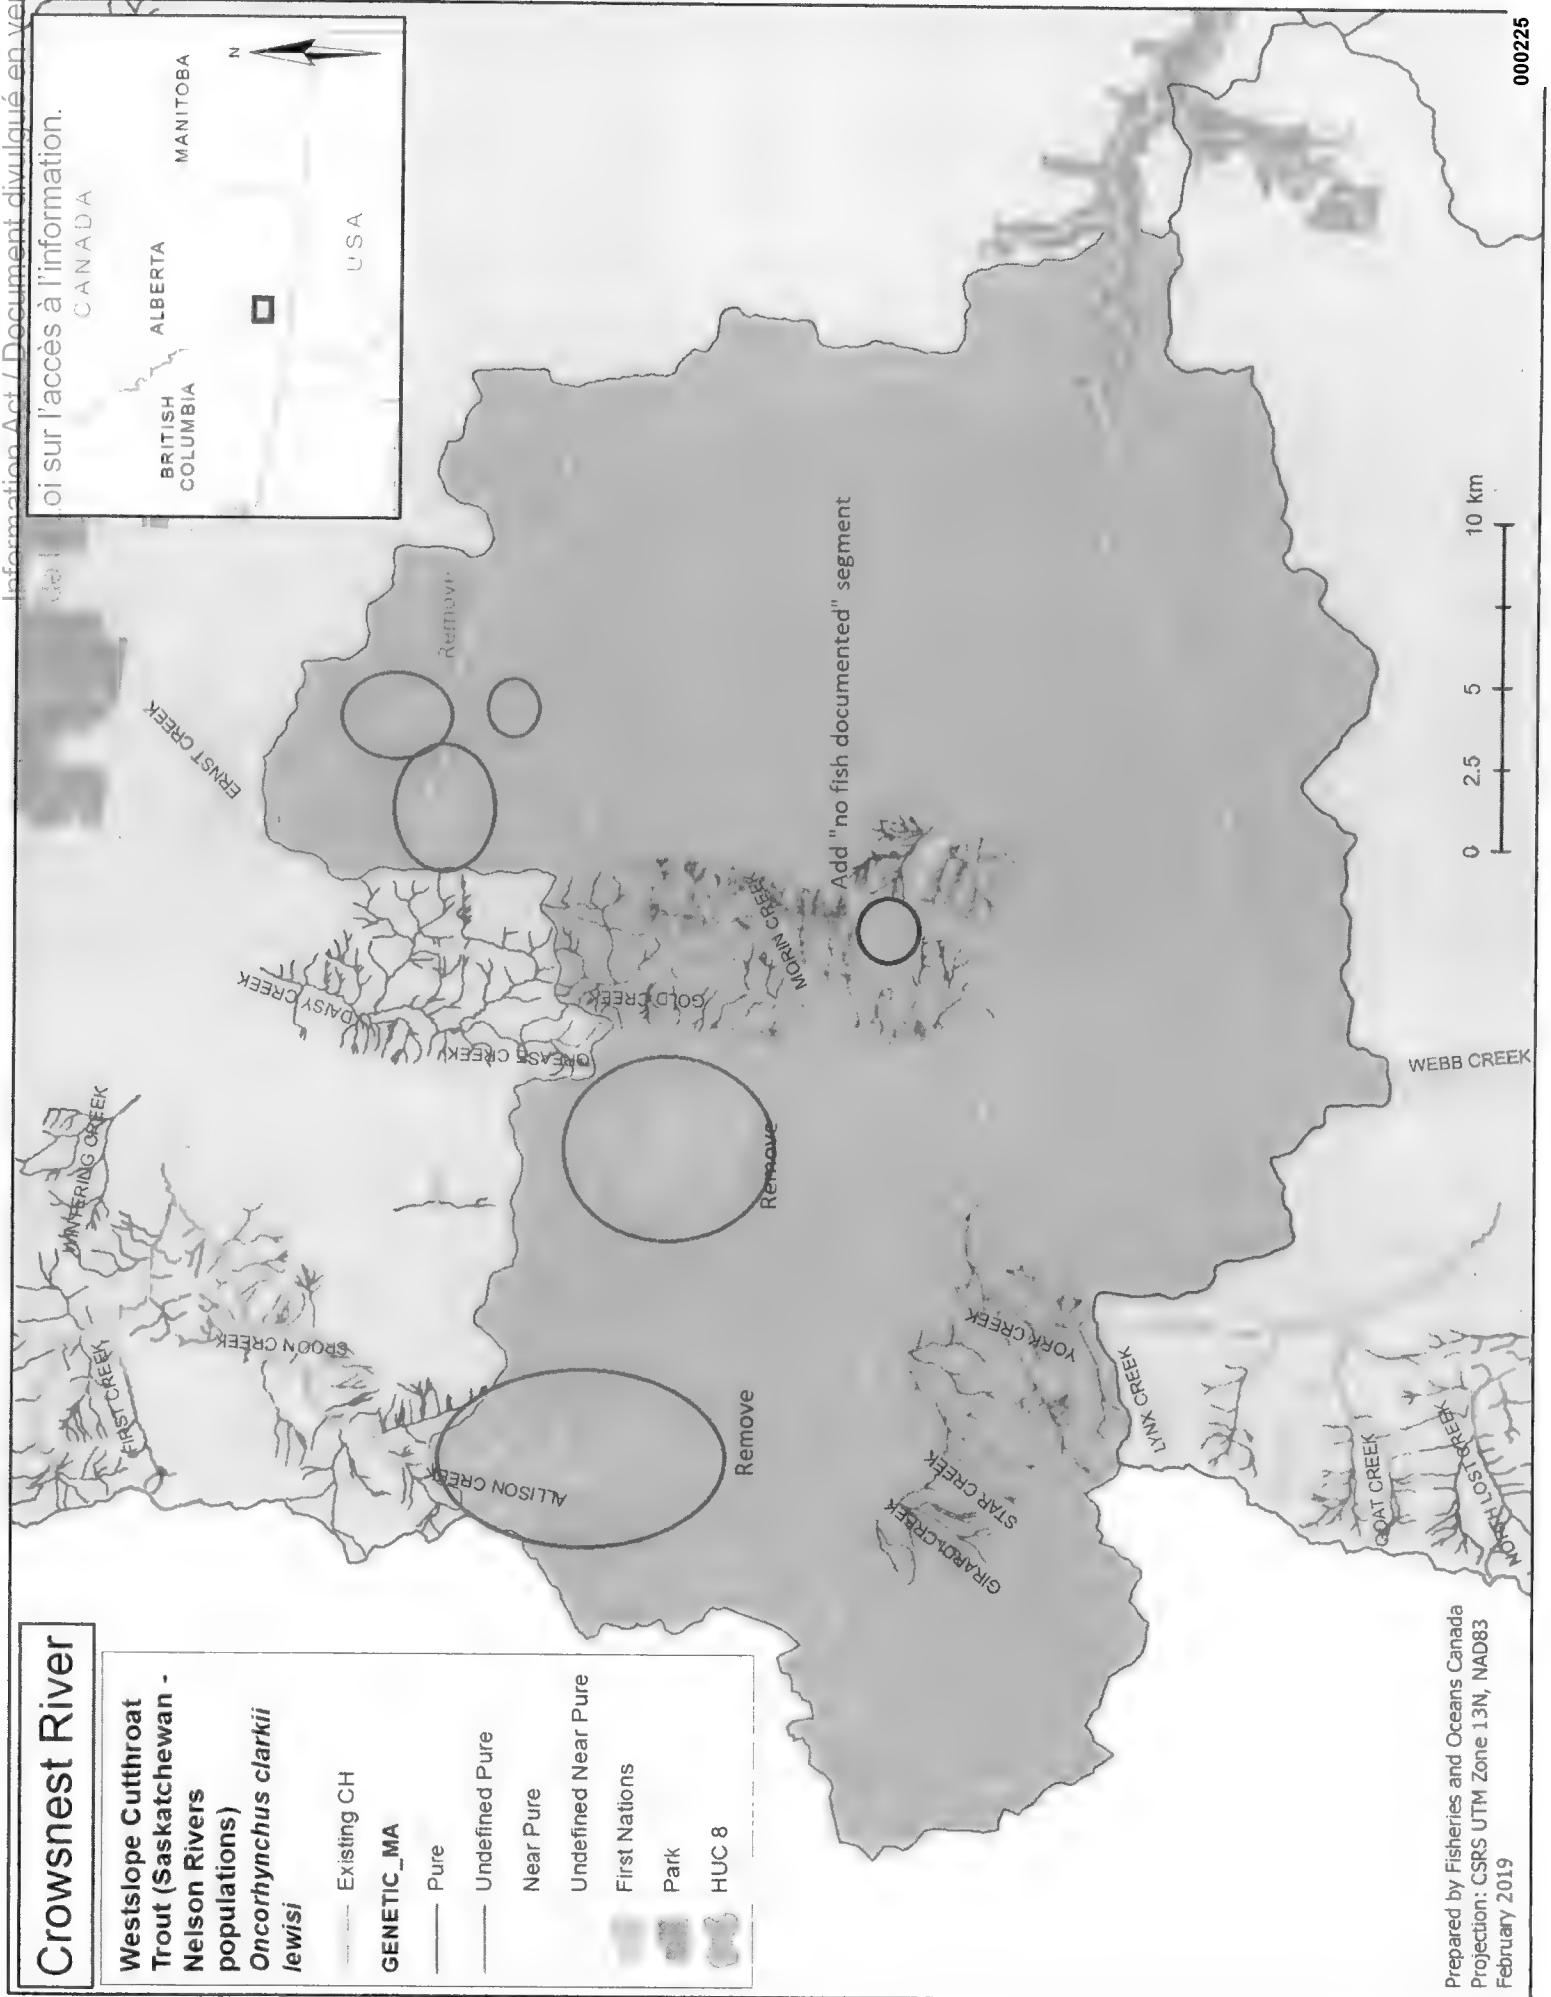 Crowsnest River
Westslope Cutthroat
Trout (Saskatchewan -
Nelson Rivers
populations)
Oncorhynchus clarkii
lewisi
Existing CH
GENETIC_MA
Pure
Undefined Pure
Near Pure
Undefined Near Pure
First Nations
Park
HUC 8
Prepared by Fisheries and Oceans Canada
Projection: CSRS UTM Zone 13N, NAD83
February 2019
Information Act / Document divulgué en
oi sur l'accès à l'information.
CANADA
BRITISH
COLUMBIA
ALBERTA
MANITOBA
USA
N
FIRST CREEK
WINTERING CREEK
CROON CREEK
ALLISON CREEK
DAISY CREEK
GREASE CREEK
ERNST CREEK
GOLD CREEK
MORIN CREEK
Remove
Remove
Remove
Add "no fish documented" segment
GIRARDI CREEK
STAR CREEK
YORK CREEK
LYNX CREEK
GOAT CREEK
NORTH LOST CREEK
WEBB CREEK
0 2.5 5 10 km
000225